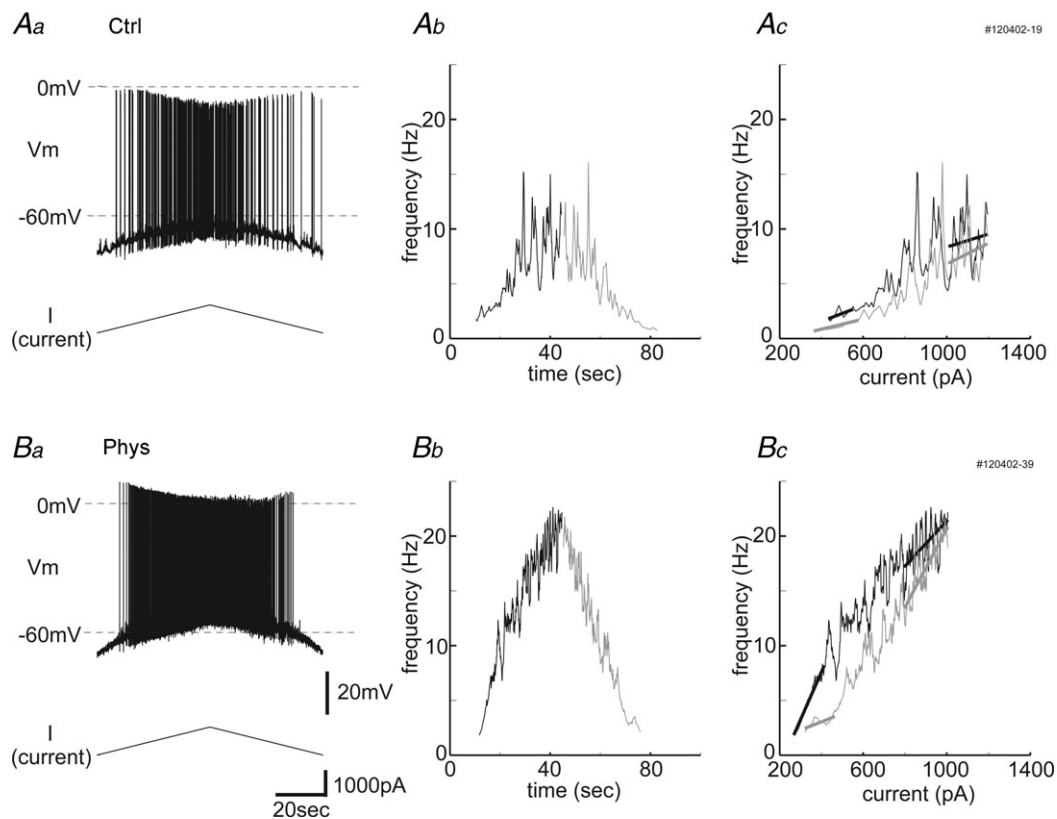 Aa Ctrl
0mV
Vm
-60mV
I
(current)
Ab
frequency (Hz)
20
10
0
0 40 80
time (sec)
Ac
#120402-19
frequency (Hz)
20
10
0
200 600 1000 1400
current (pA)
Ba Phys
0mV
Vm
-60mV
20mV
I
(current)
1000pA
20sec
Bb
frequency (Hz)
20
10
0
0 40 80
time (sec)
Bc
#120402-39
frequency (Hz)
20
10
0
200 600 1000 1400
current (pA)